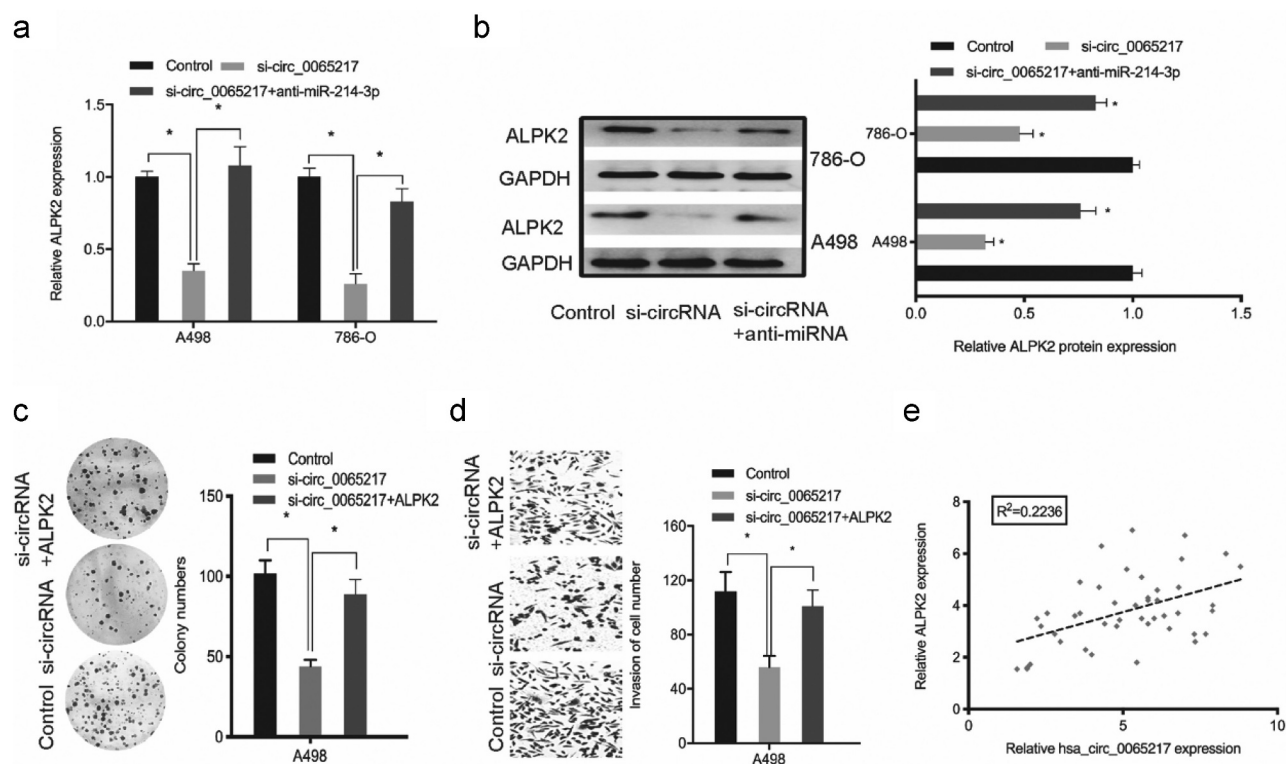 a
Control
si-circ_0065217
si-circ_0065217+anti-miR-214-3p
Relative ALPK2 expression
1.5
1.0
0.5
0.0
*
*
*
*
A498
786-O
b
ALPK2
GAPDH
ALPK2
GAPDH
786-O
A498
Control si-circRNA si-circRNA
+anti-miRNA
Control
si-circ_0065217
si-circ_0065217+anti-miR-214-3p
786-O
A498
*
*
*
*
0.0
0.5
1.0
1.5
Relative ALPK2 protein expression
c
si-circRNA
+ALPK2
si-circRNA
Control
Control
si-circ_0065217
si-circ_0065217+ALPK2
Colony numbers
150
100
50
0
*
*
A498
d
si-circRNA
+ALPK2
si-circRNA
Control
Control
si-circ_0065217
si-circ_0065217+ALPK2
Invasion of cell number
160
120
80
40
0
*
*
A498
e
R²=0.2236
Relative ALPK2 expression
8
6
4
2
0
0
5
10
Relative hsa_circ_0065217 expression